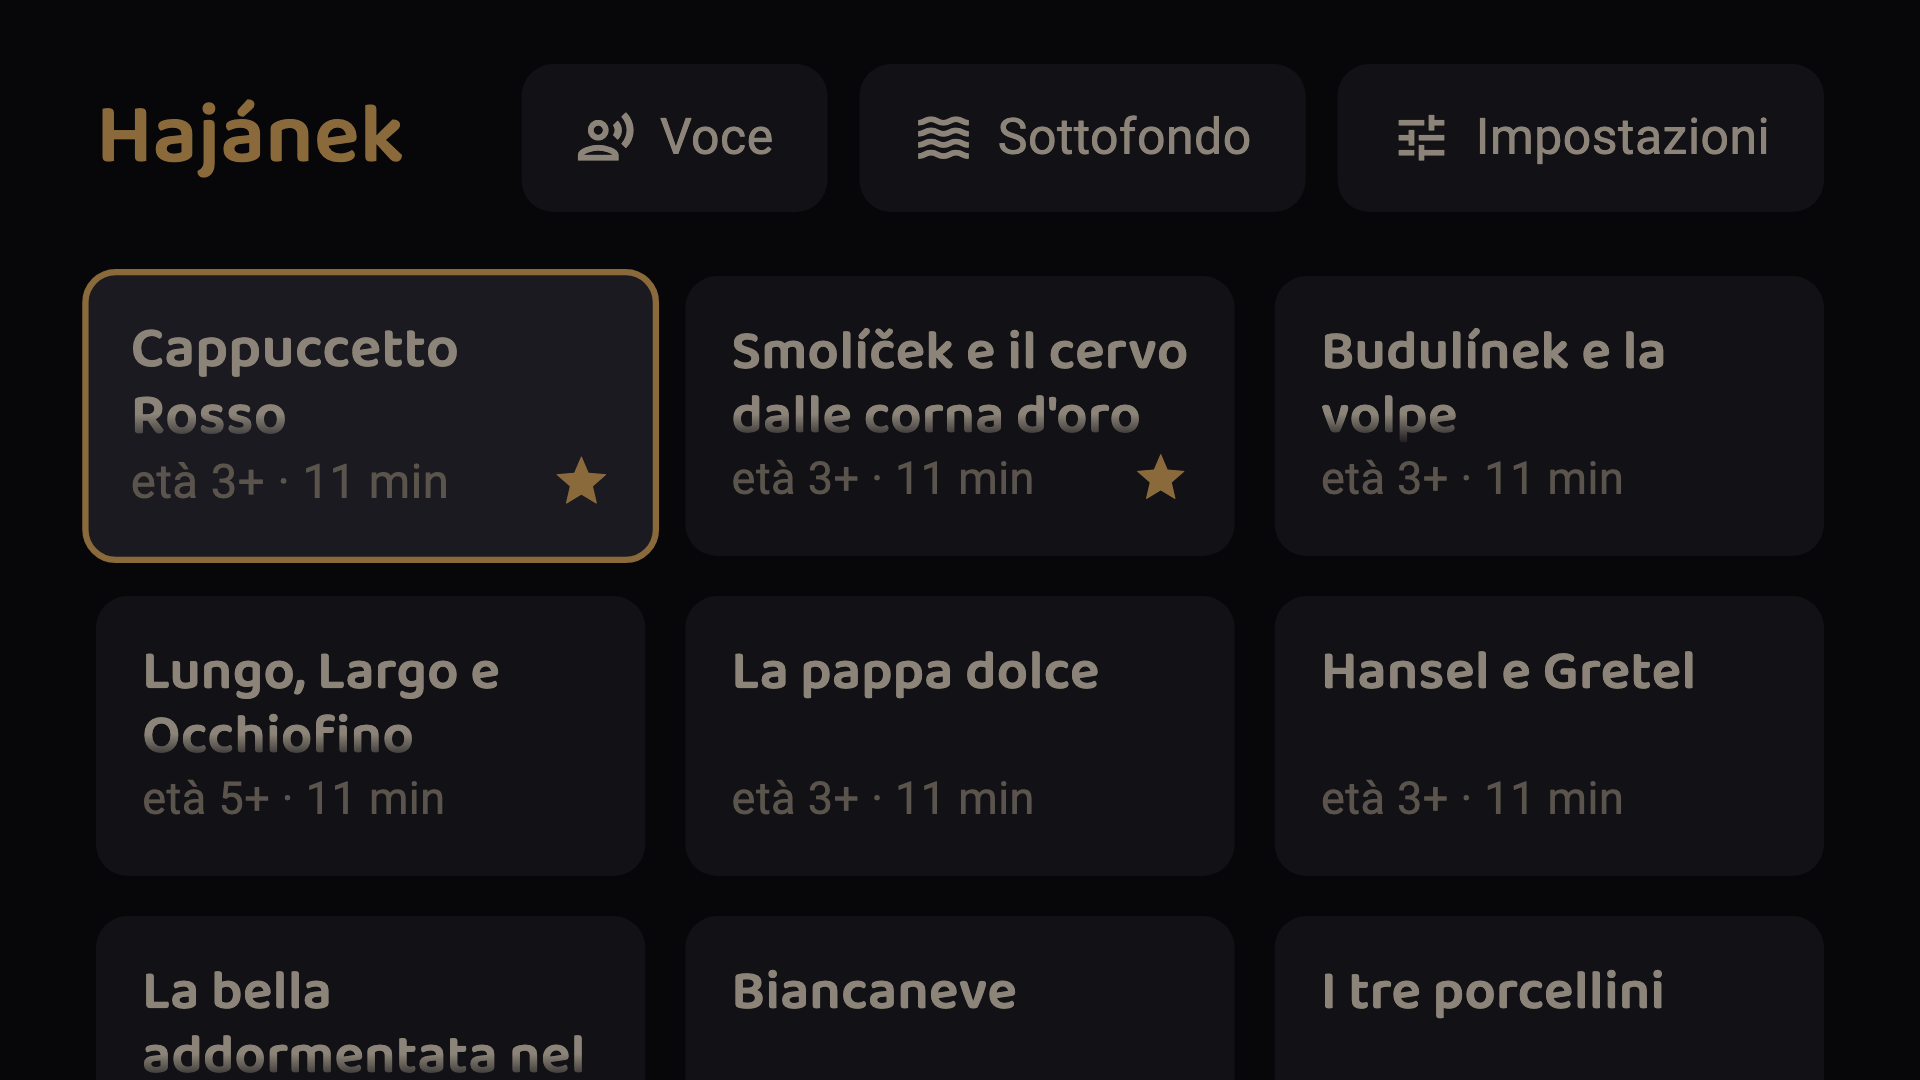 Hajánek
Voce
Sottofondo
Impostazioni
Cappuccetto
Rosso
età 3+ · 11 min
Smolíček e il cervo
dalle corna d'oro
età 3+ · 11 min
Budulínek e la
volpe
età 3+ · 11 min
Lungo, Largo e
Occhiofino
età 5+ · 11 min
La pappa dolce
età 3+ · 11 min
Hansel e Gretel
età 3+ · 11 min
La bella
addormentata nel
Biancaneve
I tre porcellini